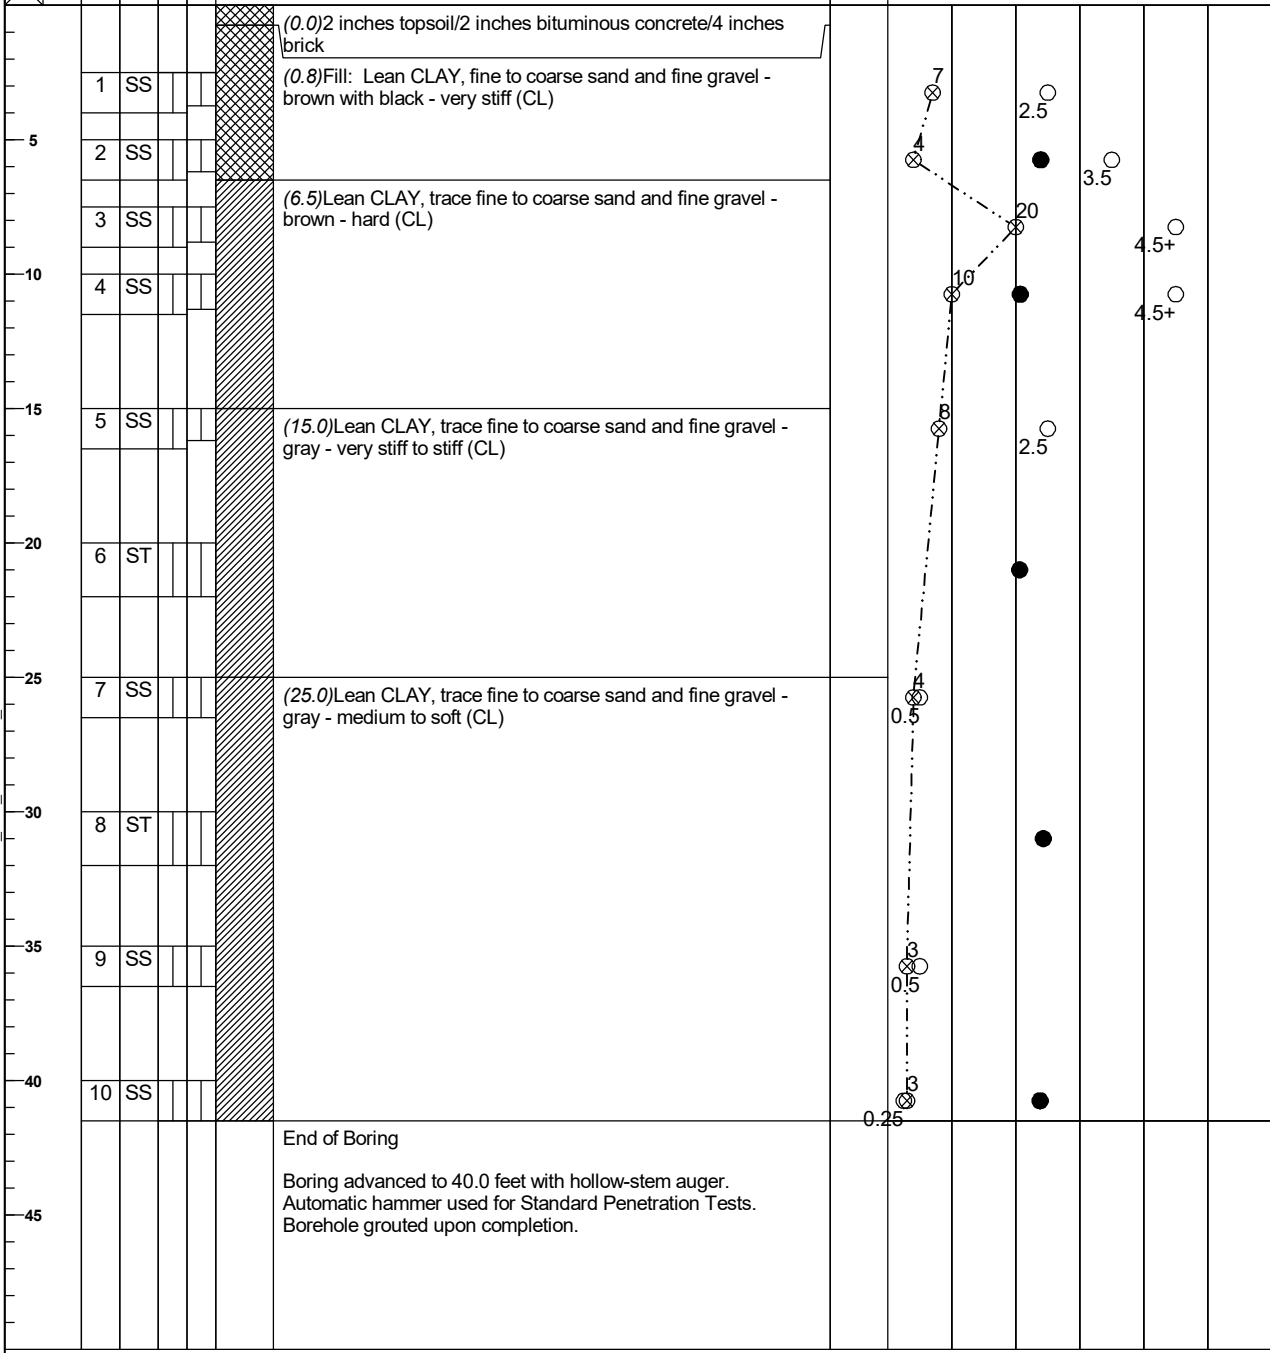 (0.0)2 inches topsoil/2 inches bituminous concrete/4 inches
brick
(0.8)Fill: Lean CLAY, fine to coarse sand and fine gravel -
brown with black - very stiff (CL)
1 SS
7
2.5
5
2 SS
4
3.5
(6.5)Lean CLAY, trace fine to coarse sand and fine gravel -
brown - hard (CL)
3 SS
20
4.5+
10
4 SS
10
4.5+
15
5 SS
(15.0)Lean CLAY, trace fine to coarse sand and fine gravel -
gray - very stiff to stiff (CL)
8
2.5
20
6 ST
25
7 SS
(25.0)Lean CLAY, trace fine to coarse sand and fine gravel -
gray - medium to soft (CL)
4
0.5
30
8 ST
35
9 SS
3
0.5
40
10 SS
3
0.25
End of Boring
Boring advanced to 40.0 feet with hollow-stem auger.
Automatic hammer used for Standard Penetration Tests.
Borehole grouted upon completion.
45